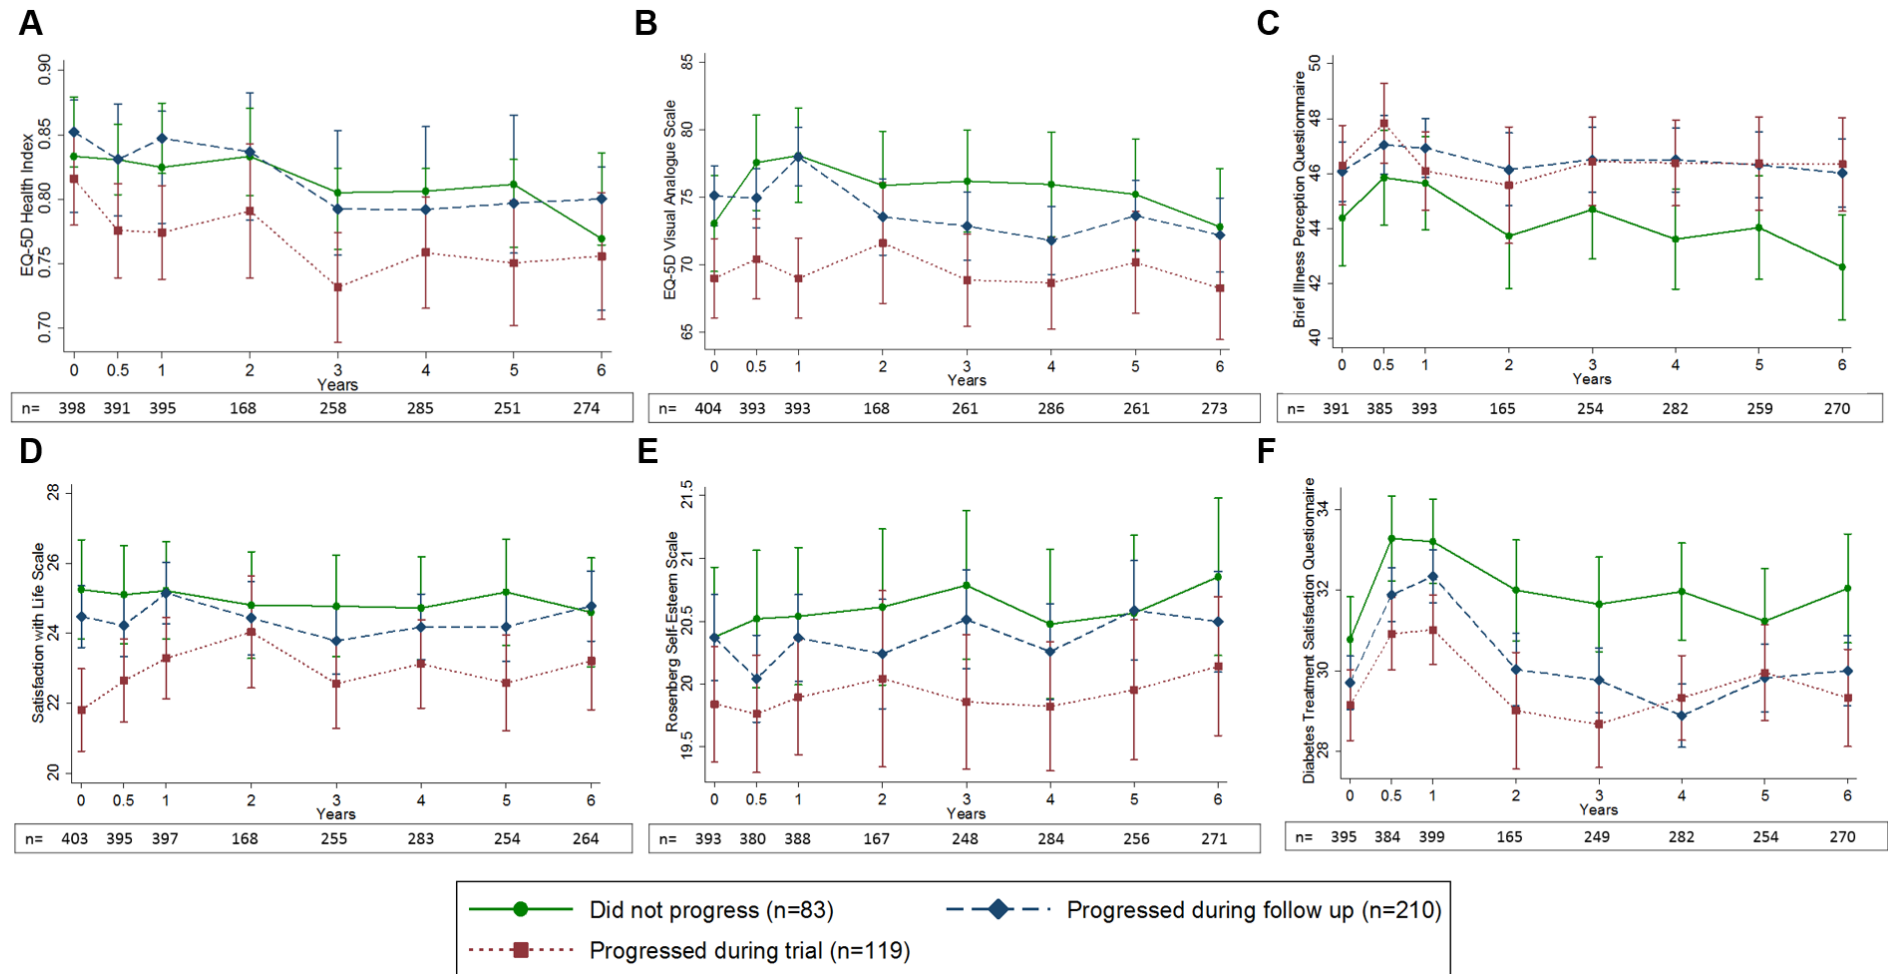 A
EQ-5D Health Index
0.90
0.85
0.80
0.75
0.70
0 0.5 1 2 3 4 5 6
Years
n= 398 391 395 168 258 285 251 274
B
EQ-5D Visual Analogue Scale
85
80
75
70
65
0 0.5 1 2 3 4 5 6
Years
n= 404 393 393 168 261 286 261 273
C
Brief Illness Perception Questionnaire
50
48
46
44
42
40
0 0.5 1 2 3 4 5 6
Years
n= 391 385 393 165 254 282 259 270
D
Satisfaction with Life Scale
28
26
24
22
20
0 0.5 1 2 3 4 5 6
Years
n= 403 395 397 168 255 283 254 264
E
Rosenberg Self-Esteem Scale
21.5
21
20.5
20
19.5
0 0.5 1 2 3 4 5 6
Years
n= 393 380 388 167 248 284 256 271
F
Diabetes Treatment Satisfaction Questionnaire
34
32
30
28
0 0.5 1 2 3 4 5 6
Years
n= 395 384 399 165 249 282 254 270
Did not progress (n=83)
Progressed during follow up (n=210)
Progressed during trial (n=119)